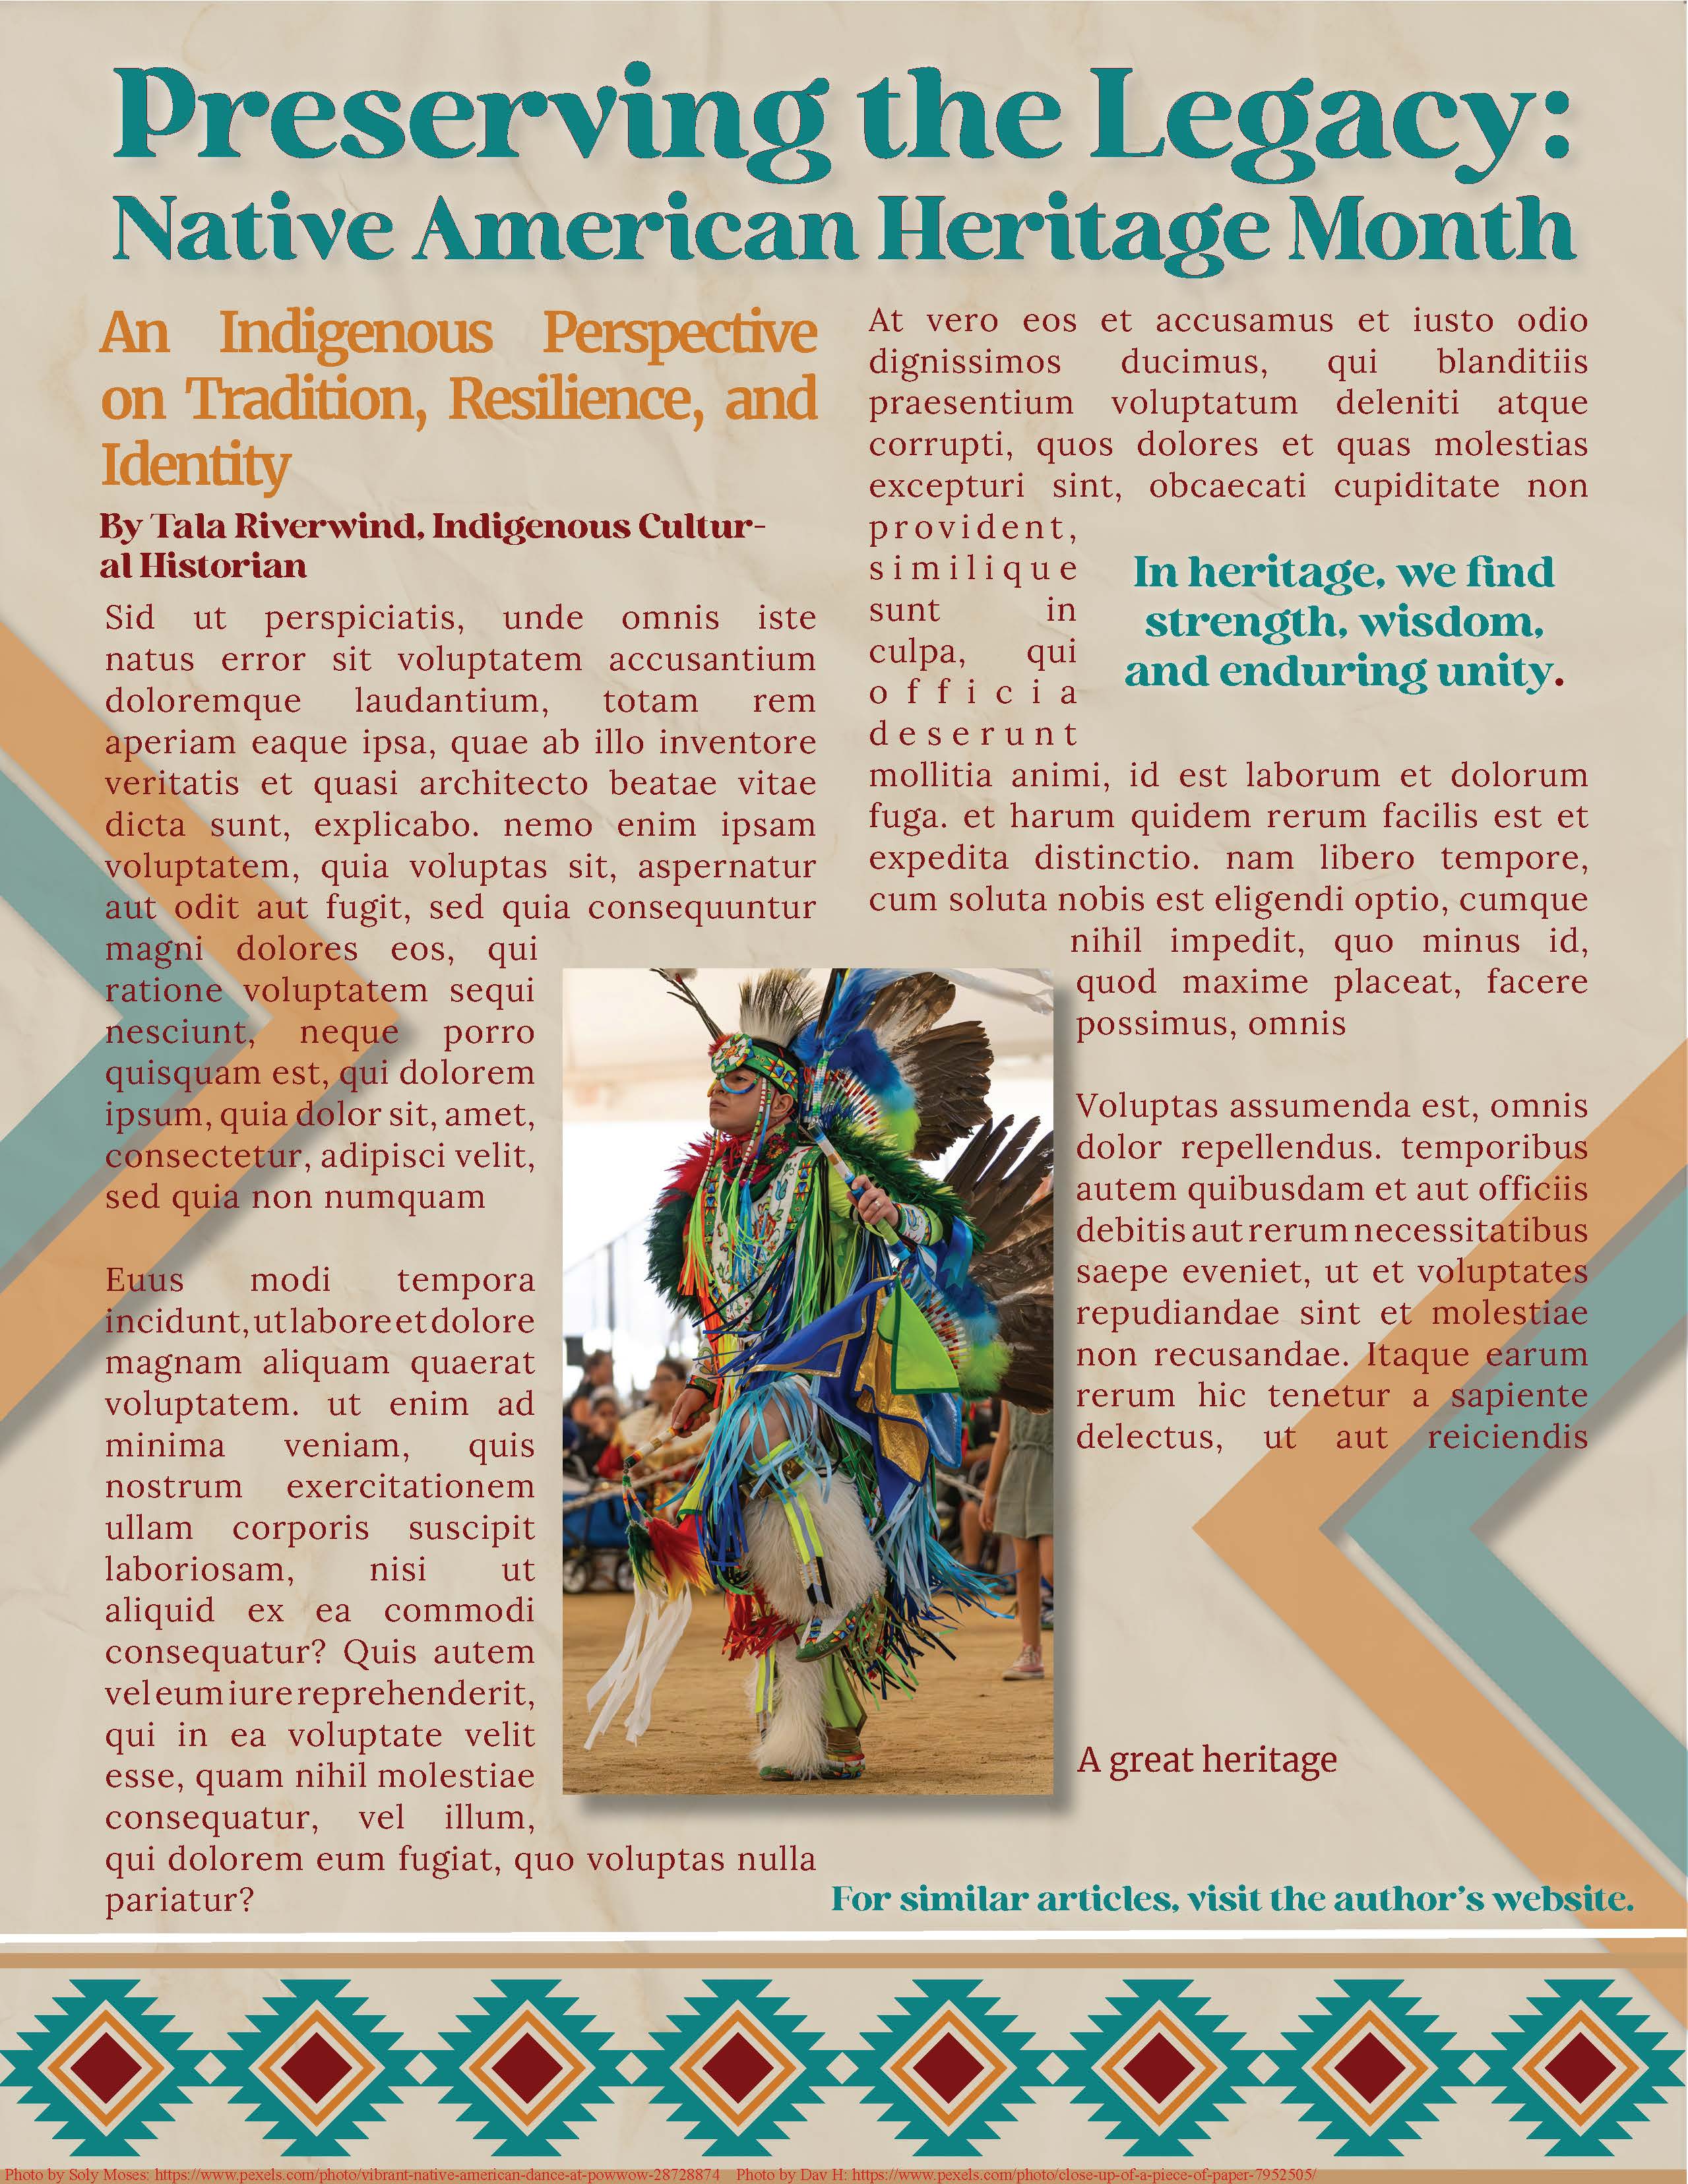 Preserving the Legacy:
Native American Heritage Month
An Indigenous Perspective
on Tradition, Resilience, and
Identity
By Tala Riverwind, Indigenous Cultur-
al Historian
Sid ut perspiciatis, unde omnis iste
natus error sit voluptatem accusantium
doloremque laudantium, totam rem
aperiam eaque ipsa, quae ab illo inventore
veritatis et quasi architecto beatae vitae
dicta sunt, explicabo. nemo enim ipsam
voluptatem, quia voluptas sit, aspernatur
aut odit aut fugit, sed quia consequuntur
magni dolores eos, qui
ratione voluptatem sequi
nesciunt, neque porro
quisquam est, qui dolorem
ipsum, quia dolor sit, amet,
consectetur, adipisci velit,
sed quia non numquam
Euus modi tempora
incidunt, ut labore et dolore
magnam aliquam quaerat
voluptatem. ut enim ad
minima veniam, quis
nostrum exercitationem
ullam corporis suscipit
laboriosam, nisi ut
aliquid ex ea commodi
consequatur? Quis autem
vel eum iure reprehenderit,
qui in ea voluptate velit
esse, quam nihil molestiae
consequatur, vel illum,
qui dolorem eum fugiat, quo voluptas nulla
pariatur?
At vero eos et accusamus et iusto odio
dignissimos ducimus, qui blanditiis
praesentium voluptatum deleniti atque
corrupti, quos dolores et quas molestias
excepturi sint, obcaecati cupiditate non
provident,
similique
sunt in
culpa, qui
officia
deserunt
In heritage, we find
strength, wisdom,
and enduring unity.
mollitia animi, id est laborum et dolorum
fuga. et harum quidem rerum facilis est et
expedita distinctio. nam libero tempore,
cum soluta nobis est eligendi optio, cumque
nihil impedit, quo minus id,
quod maxime placeat, facere
possimus, omnis
Voluptas assumenda est, omnis
dolor repellendus. temporibus
autem quibusdam et aut officiis
debitis aut rerum necessitatibus
saepe eveniet, ut et voluptates
repudiandae sint et molestiae
non recusandae. Itaque earum
rerum hic tenetur a sapiente
delectus, ut aut reiciendis
A great heritage
For similar articles, visit the author's website.
Photo by Soly Moses: https://www.pexels.com/photo/vibrant-native-american-dance-at-powwow-28728874 Photo by Dav H: https://www.pexels.com/photo/close-up-of-a-piece-of-paper-7952505/